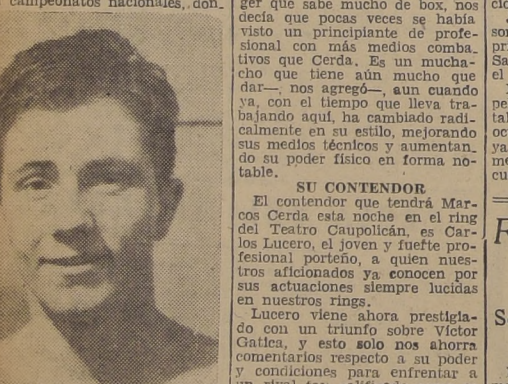 campeonatos nacionales, don-
ger que sabe mucho de box, nos
decía que pocas veces se había
visto un principiante de profe-
sional con más medios comba-
tivos que Cerda. Es un mucha-
cho que tiene aún mucho que
dar—, nos agregó—, aun cuando
ya, con el tiempo que lleva tra-
bajando aquí, ha cambiado radi-
calmente en su estilo, mejorando
sus medios técnicos y aumentan-
do su poder físico en forma no-
table.
SU CONTENDOR
El contendor que tendrá Mar-
cos Cerda esta noche en el ring
del Teatro Caupolicán, es Car-
los Lucero, el joven y fuefte pro-
fesional porteño, a quien nues-
tros aficionados ya conocen por
sus actuaciones siempre lucidas
en nuestros rings.
Lucero viene ahora prestigia-
do con un triunfo sobre Víctor
Gatica, y esto solo nos ahorra
comentarios respecto a su poder
y condiciones para enfrentar a